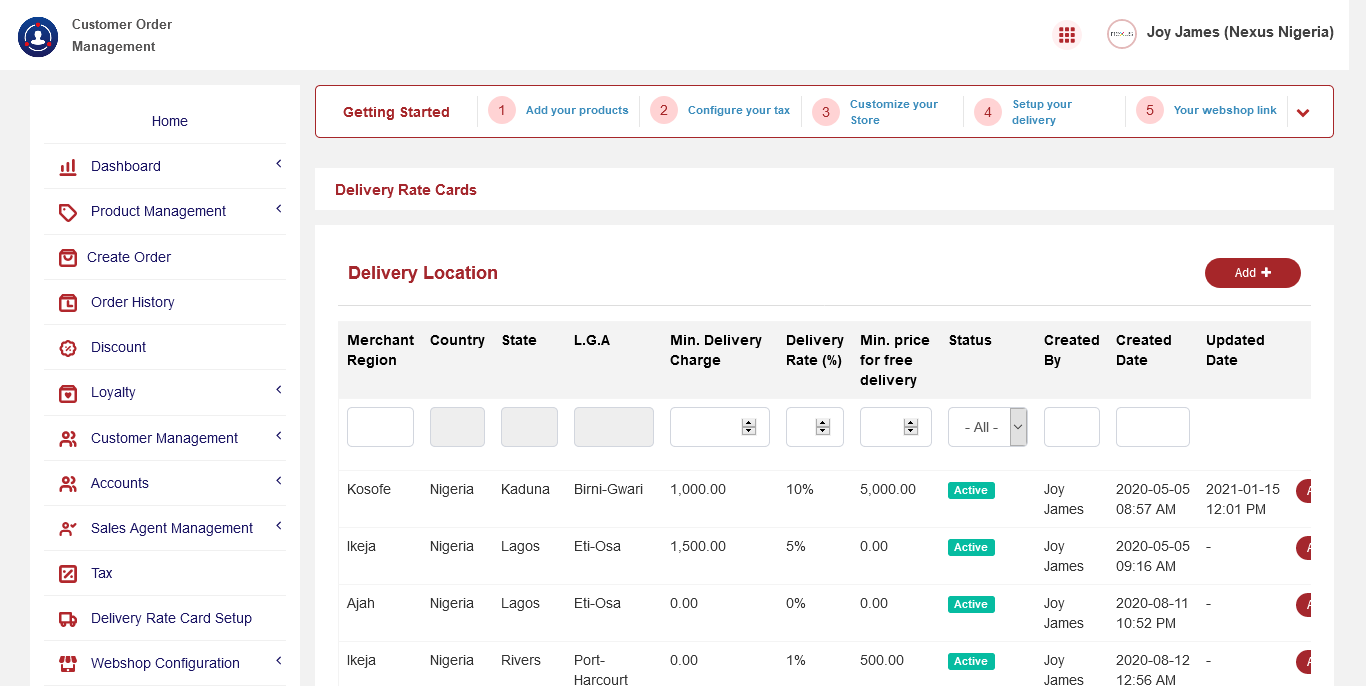 Customer Order
Management
nexus
Joy James (Nexus Nigeria)
Home
Dashboard
Product Management
Create Order
Order History
Discount
Loyalty
Customer Management
Accounts
Sales Agent Management
Tax
Delivery Rate Card Setup
Webshop Configuration
Getting Started
1 Add your products
2 Configure your tax
3 Customize your
Store
4 Setup your
delivery
5 Your webshop link
Delivery Rate Cards
Delivery Location
Add +
Merchant Country State L.G.A Min. Delivery Delivery Min. price Status Created Created Updated
Region Charge Rate (%) for free By Date Date
delivery
- All -
Kosofe Nigeria Kaduna Birni-Gwari 1,000.00 10% 5,000.00 Active Joy 2020-05-05 2021-01-15
James 08:57 AM 12:01 PM
Ikeja Nigeria Lagos Eti-Osa 1,500.00 5% 0.00 Active Joy 2020-05-05 -
James 09:16 AM
Ajah Nigeria Lagos Eti-Osa 0.00 0% 0.00 Active Joy 2020-08-11 -
James 10:52 PM
Ikeja Nigeria Rivers Port- 0.00 1% 500.00 Active Joy 2020-08-12 -
Harcourt James 12:56 AM